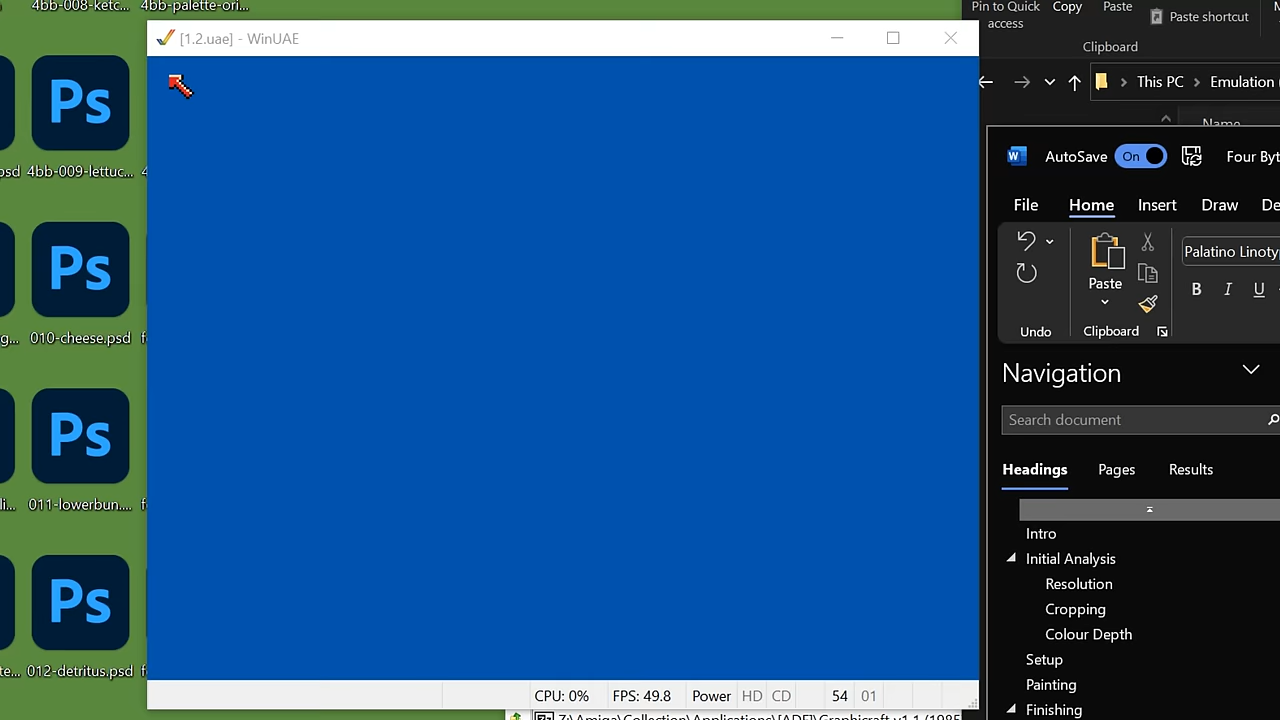 4bb-008-ketc...
4bb-palette-ori...
Ps
4bb-009-lettuc...
Ps
010-cheese.psd
Ps
011-lowerbun....
Ps
012-detritus.psd
[1.2.uae] - WinUAE
CPU: 0%
FPS: 49.8
Power
HD
CD
54
01
Pin to Quick
access
Copy
Paste
Paste shortcut
Clipboard
This PC
Emulation
Name
AutoSave
On
Four Byt
File
Home
Insert
Draw
De
Palatino Linoty
Paste
B
I
U
Undo
Clipboard
Navigation
Search document
Headings
Pages
Results
Intro
Initial Analysis
Resolution
Cropping
Colour Depth
Setup
Painting
Finishing